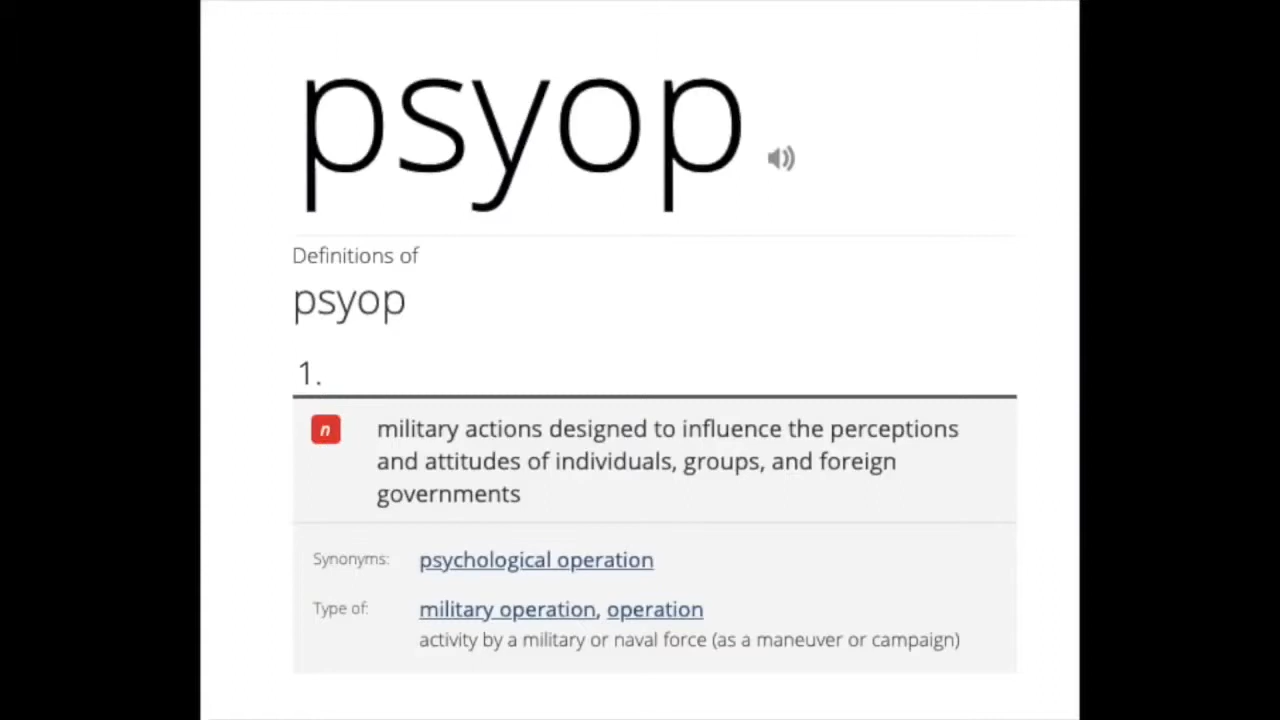 psyop
Definitions of
psyop
1.
n military actions designed to influence the perceptions
and attitudes of individuals, groups, and foreign
governments
Synonyms: psychological operation
Type of: military operation, operation
activity by a military or naval force (as a maneuver or campaign)